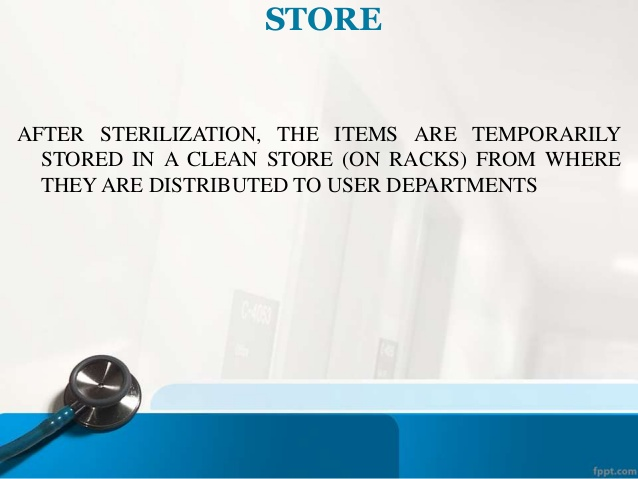 STORE
AFTER STERILIZATION, THE ITEMS ARE TEMPORARILY
STORED IN A CLEAN STORE (ON RACKS) FROM WHERE
THEY ARE DISTRIBUTED TO USER DEPARTMENTS
fppt.com